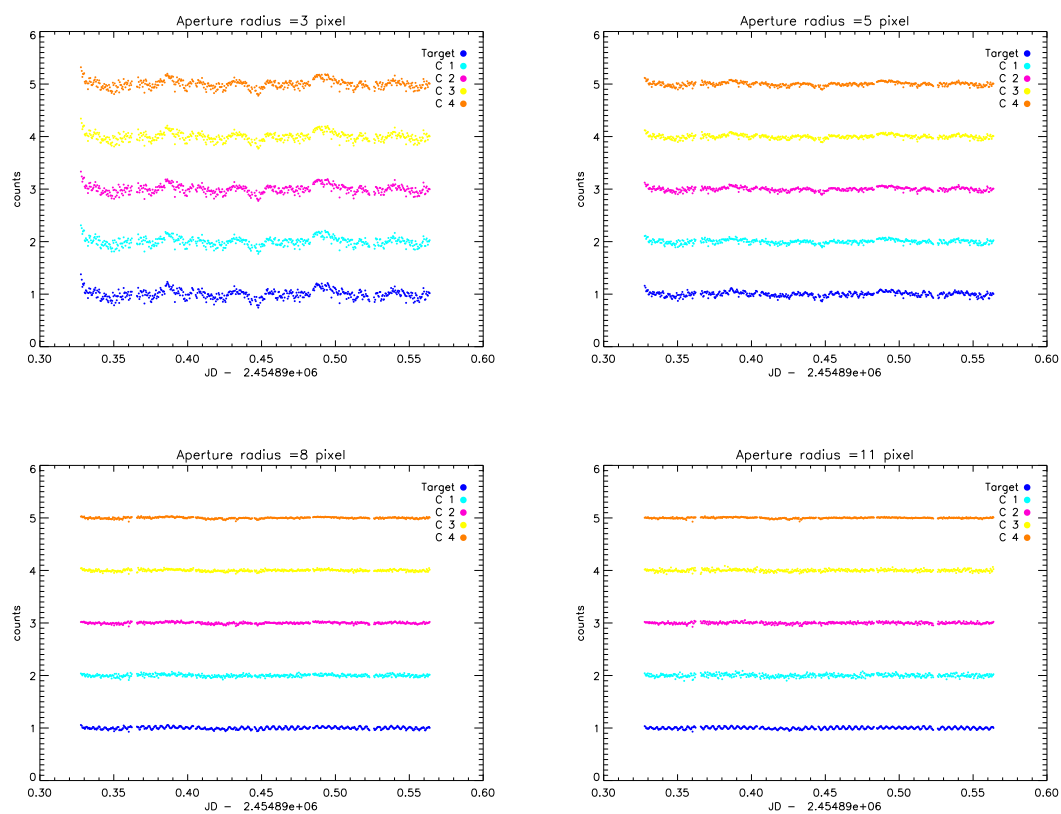 Aperture radius =3 pixel
6
5
4
3
2
1
0
counts
Target
C 1
C 2
C 3
C 4
0.30 0.35 0.40 0.45 0.50 0.55 0.60
JD - 2.45489e+06
Aperture radius =5 pixel
6
5
4
3
2
1
0
counts
Target
C 1
C 2
C 3
C 4
0.30 0.35 0.40 0.45 0.50 0.55 0.60
JD - 2.45489e+06
Aperture radius =8 pixel
6
5
4
3
2
1
0
counts
Target
C 1
C 2
C 3
C 4
0.30 0.35 0.40 0.45 0.50 0.55 0.60
JD - 2.45489e+06
Aperture radius =11 pixel
6
5
4
3
2
1
0
counts
Target
C 1
C 2
C 3
C 4
0.30 0.35 0.40 0.45 0.50 0.55 0.60
JD - 2.45489e+06